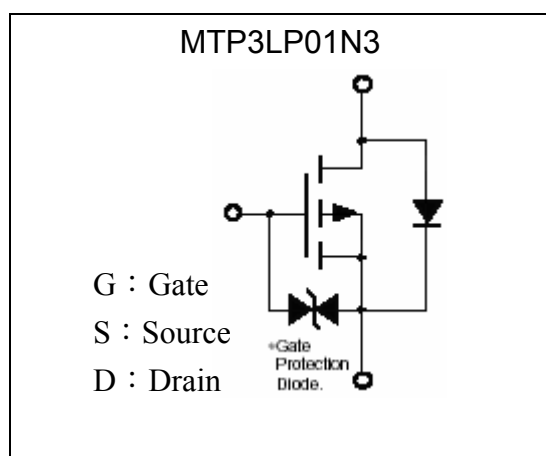 MTP3LP01N3
G：Gate
S：Source
D：Drain
*Gate
Protection
Diode.